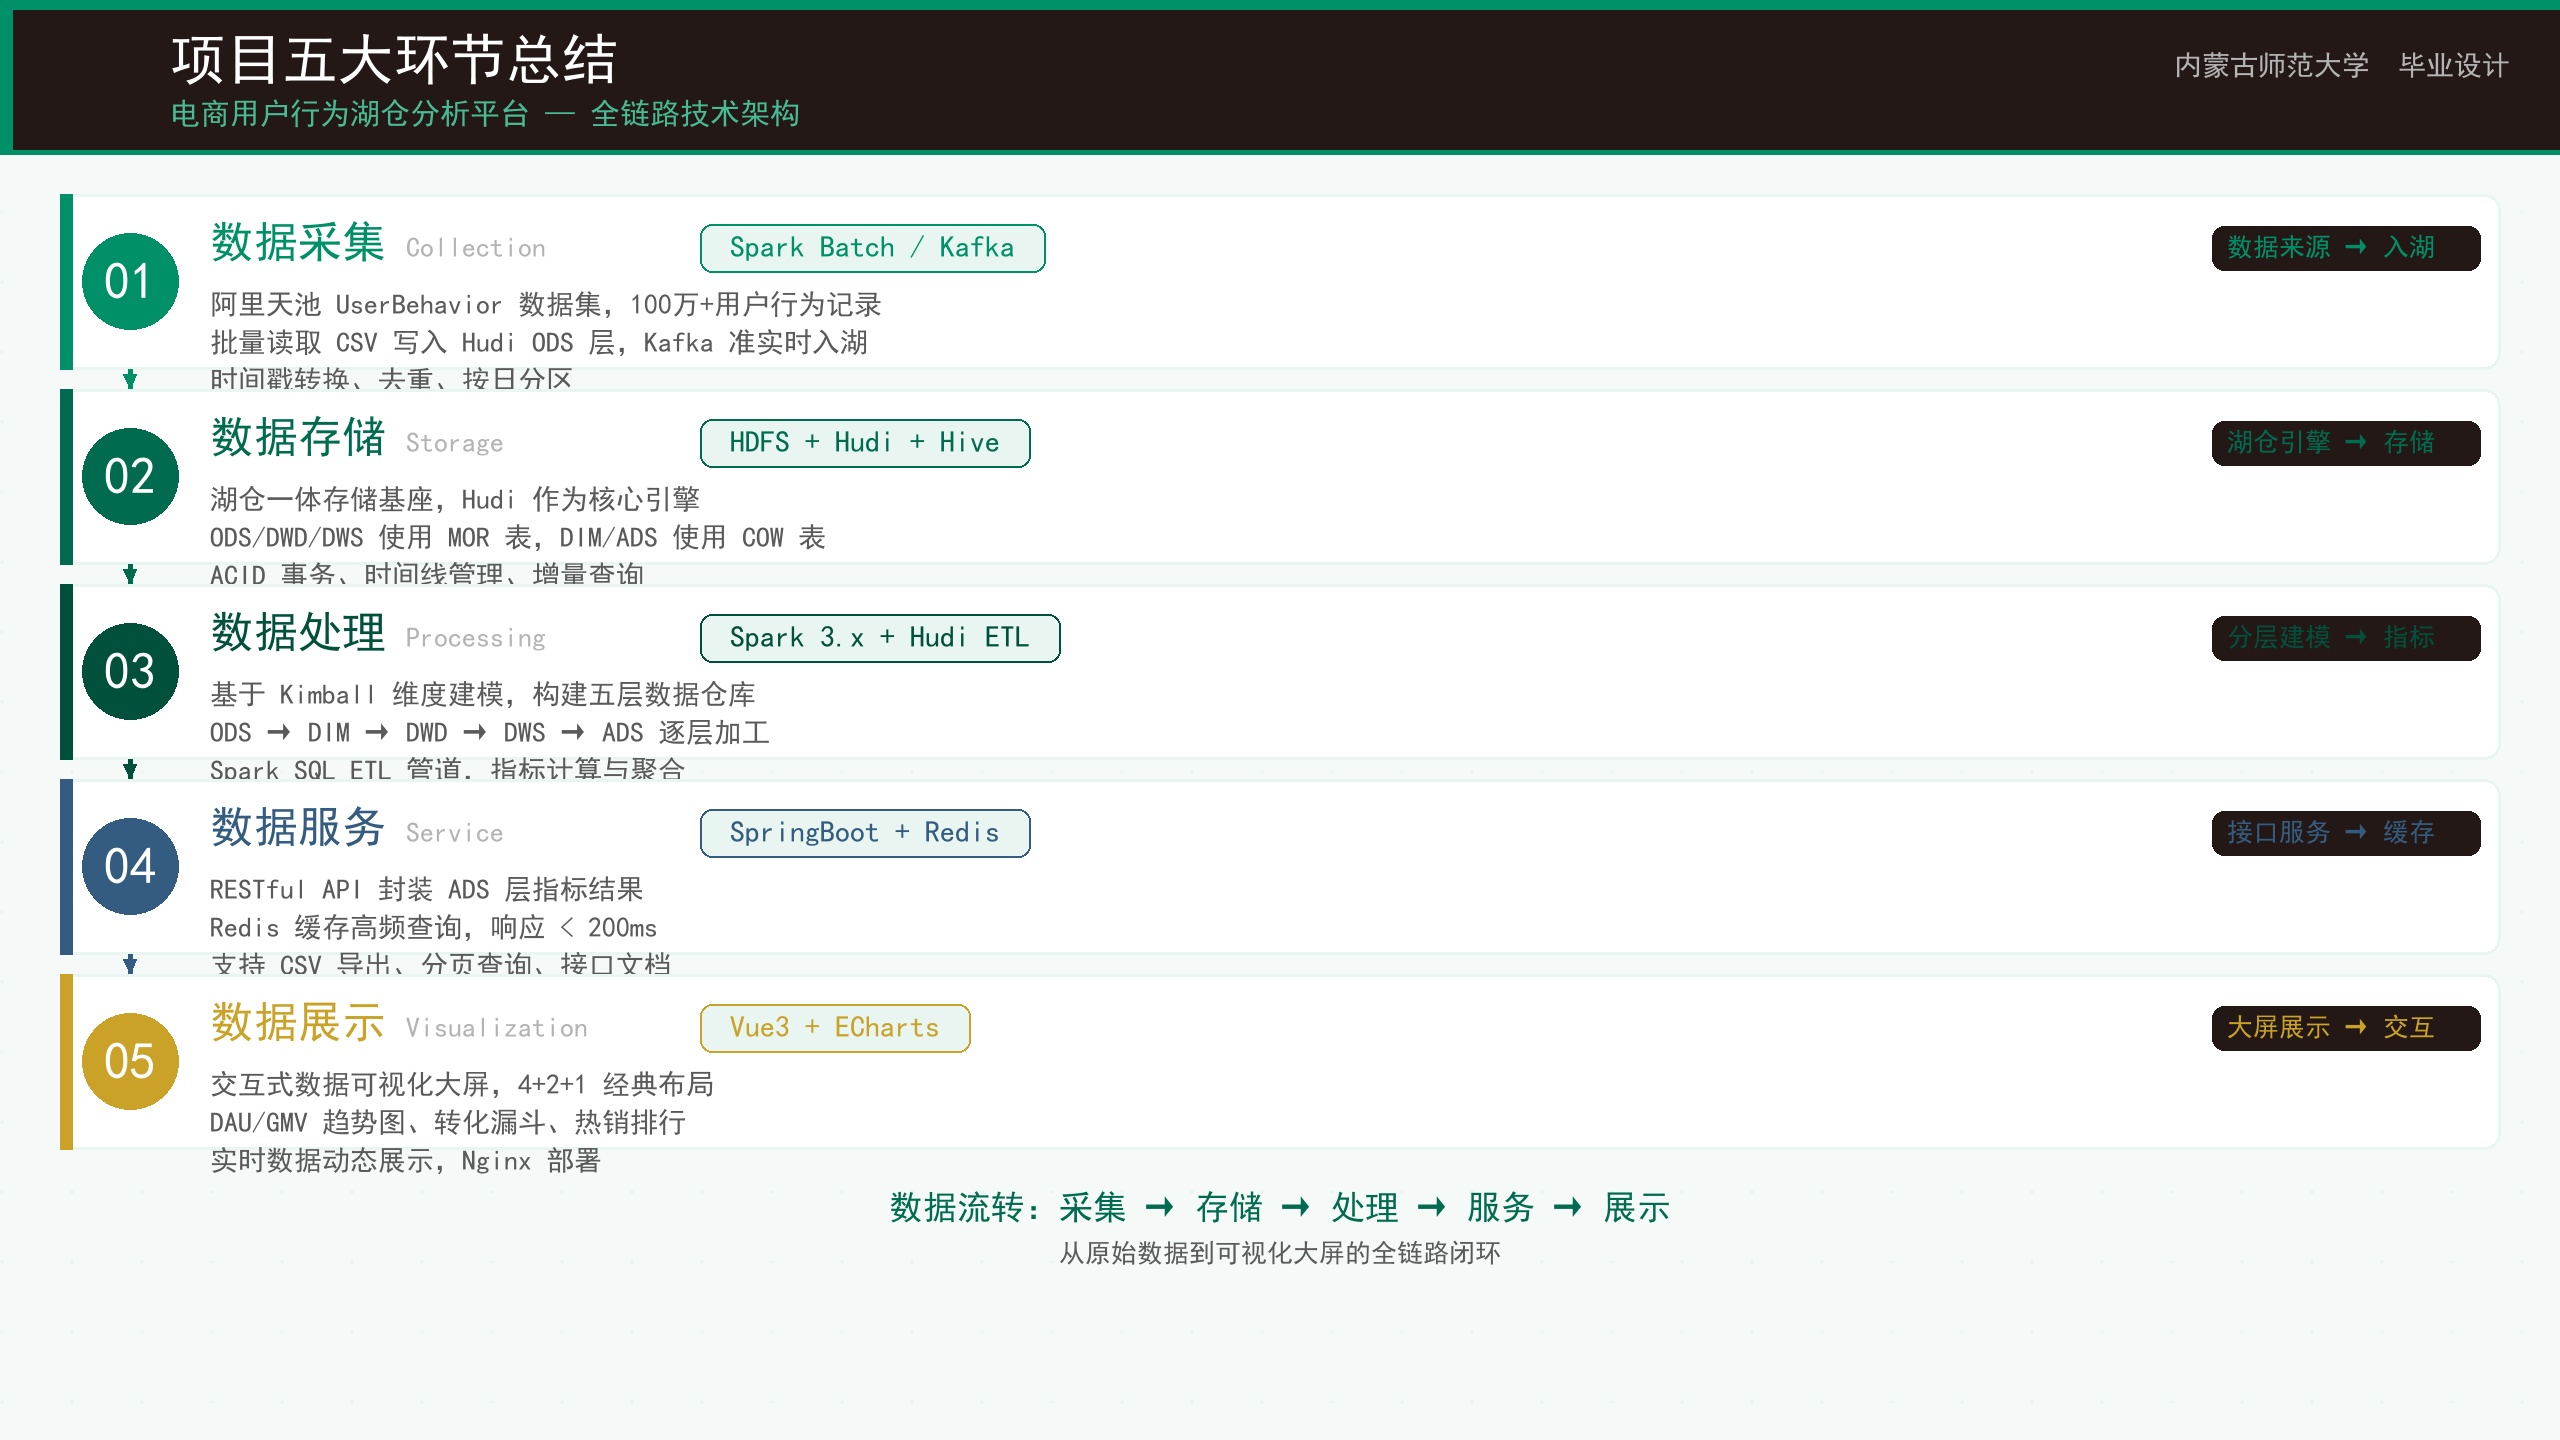 项目五大环节总结
电商用户行为湖仓分析平台 — 全链路技术架构
内蒙古师范大学 毕业设计
01
数据采集 Collection
Spark Batch / Kafka
数据来源 → 入湖
阿里天池 UserBehavior 数据集，100万+用户行为记录
批量读取 CSV 写入 Hudi ODS 层，Kafka 准实时入湖
时间戳转换、去重、按日分区
02
数据存储 Storage
HDFS + Hudi + Hive
湖仓引擎 → 存储
湖仓一体存储基座，Hudi 作为核心引擎
ODS/DWD/DWS 使用 MOR 表，DIM/ADS 使用 COW 表
ACID 事务、时间线管理、增量查询
03
数据处理 Processing
Spark 3.x + Hudi ETL
分层建模 → 指标
基于 Kimball 维度建模，构建五层数据仓库
ODS → DIM → DWD → DWS → ADS 逐层加工
Spark SQL ETL 管道，指标计算与聚合
04
数据服务 Service
SpringBoot + Redis
接口服务 → 缓存
RESTful API 封装 ADS 层指标结果
Redis 缓存高频查询，响应 < 200ms
支持 CSV 导出、分页查询、接口文档
05
数据展示 Visualization
Vue3 + ECharts
大屏展示 → 交互
交互式数据可视化大屏，4+2+1 经典布局
DAU/GMV 趋势图、转化漏斗、热销排行
实时数据动态展示，Nginx 部署
数据流转：采集 → 存储 → 处理 → 服务 → 展示
从原始数据到可视化大屏的全链路闭环